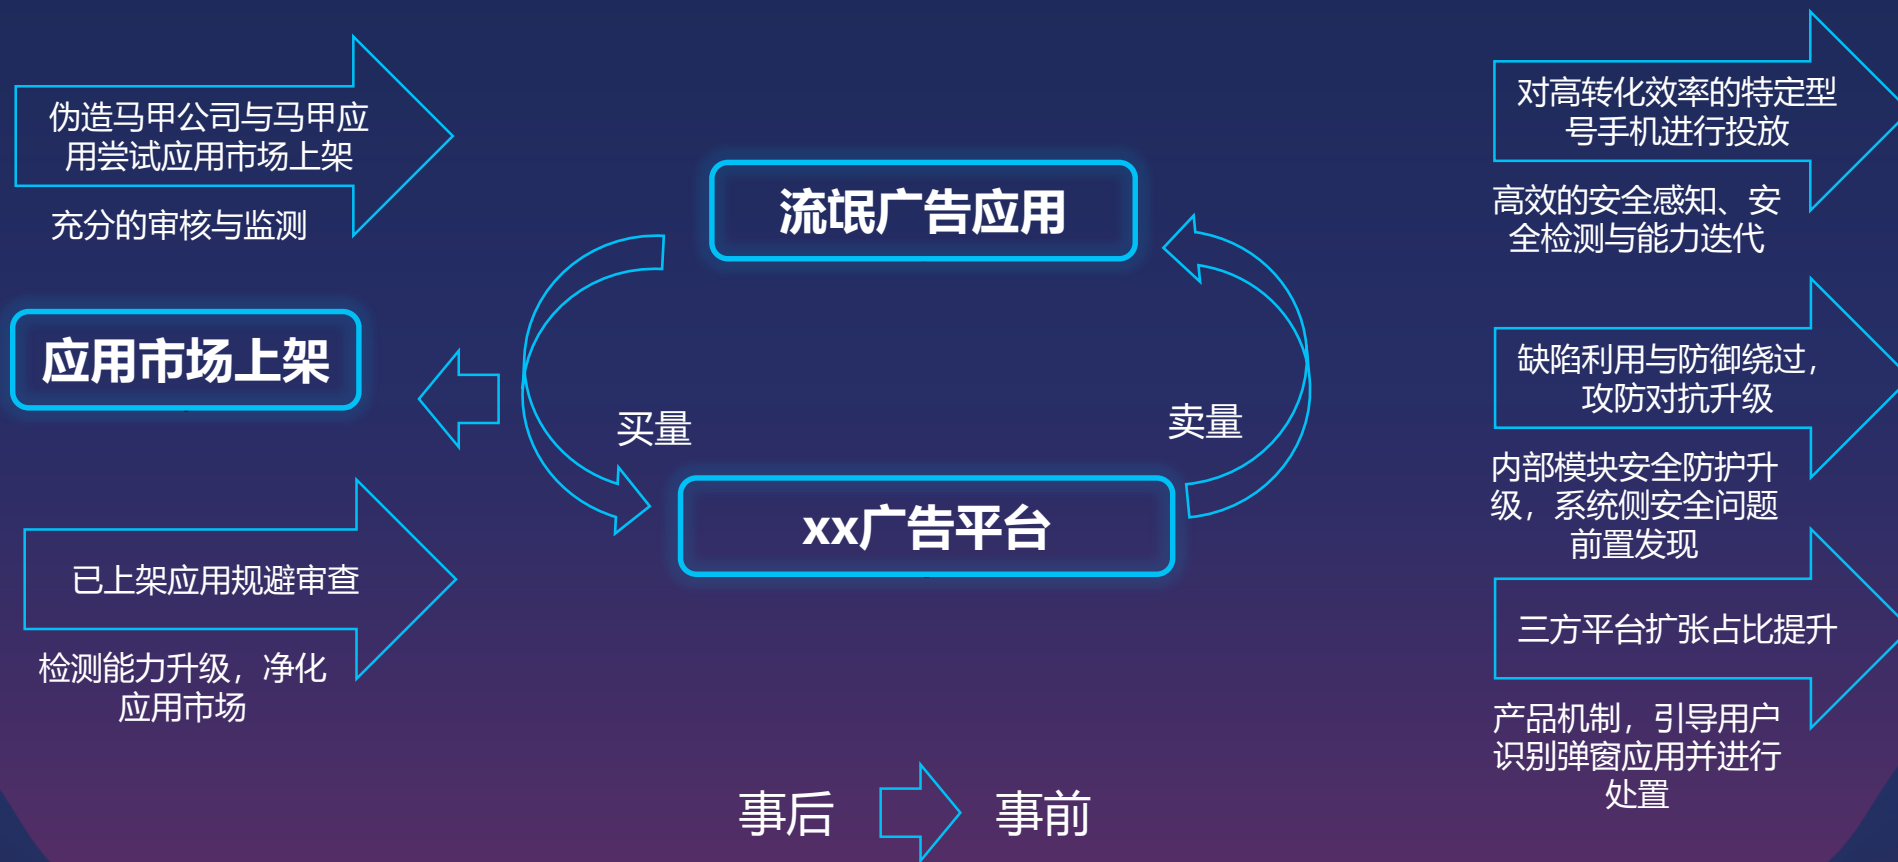 伪造马甲公司与马甲应
用尝试应用市场上架
充分的审核与监测
应用市场上架
已上架应用规避审查
检测能力升级，净化
应用市场
流氓广告应用
买量
卖量
xx广告平台
事后
事前
对高转化效率的特定型
号手机进行投放
高效的安全感知、安
全检测与能力迭代
缺陷利用与防御绕过，
攻防对抗升级
内部模块安全防护升
级，系统侧安全问题
前置发现
三方平台扩张占比提升
产品机制，引导用户
识别弹窗应用并进行
处置